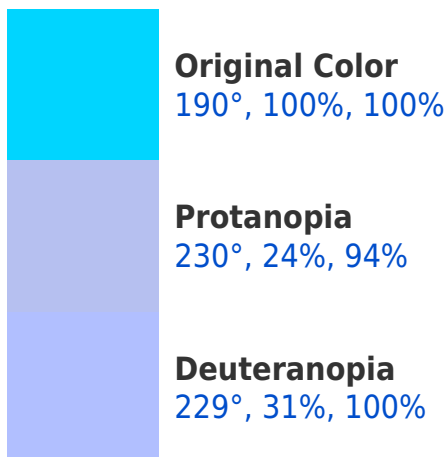 Original Color
190°, 100%, 100%
Protanopia
230°, 24%, 94%
Deuteranopia
229°, 31%, 100%